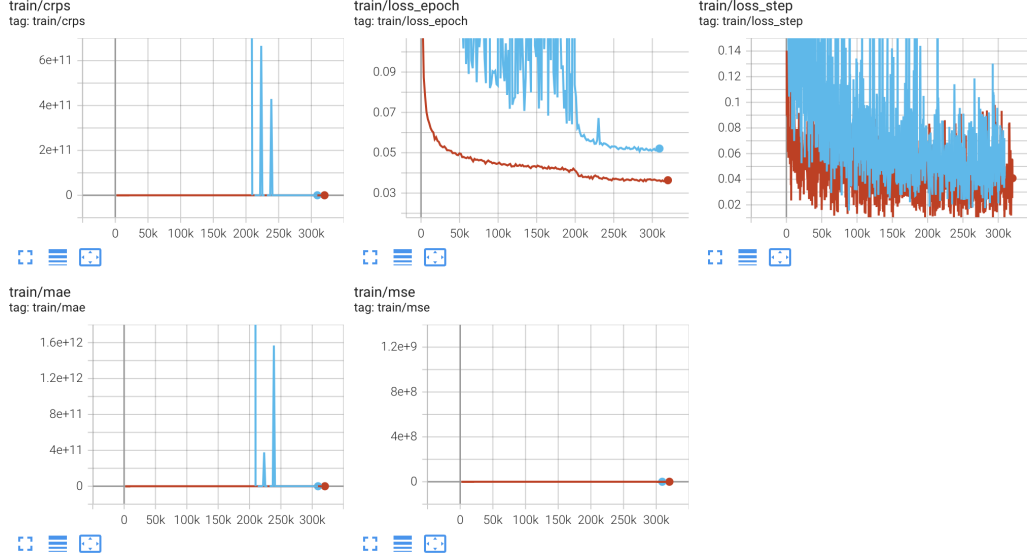 train/crps
tag: train/crps
6e+11
4e+11
2e+11
0
0 50k 100k 150k 200k 250k 300k
train/loss_epoch
tag: train/loss_epoch
0.09
0.07
0.05
0.03
0 50k 100k 150k 200k 250k 300k
train/loss_step
tag: train/loss_step
0.14
0.12
0.1
0.08
0.06
0.04
0.02
0 50k 100k 150k 200k 250k 300k
train/mae
tag: train/mae
1.6e+12
1.2e+12
8e+11
4e+11
0
0 50k 100k 150k 200k 250k 300k
train/mse
tag: train/mse
1.2e+9
8e+8
4e+8
0
0 50k 100k 150k 200k 250k 300k